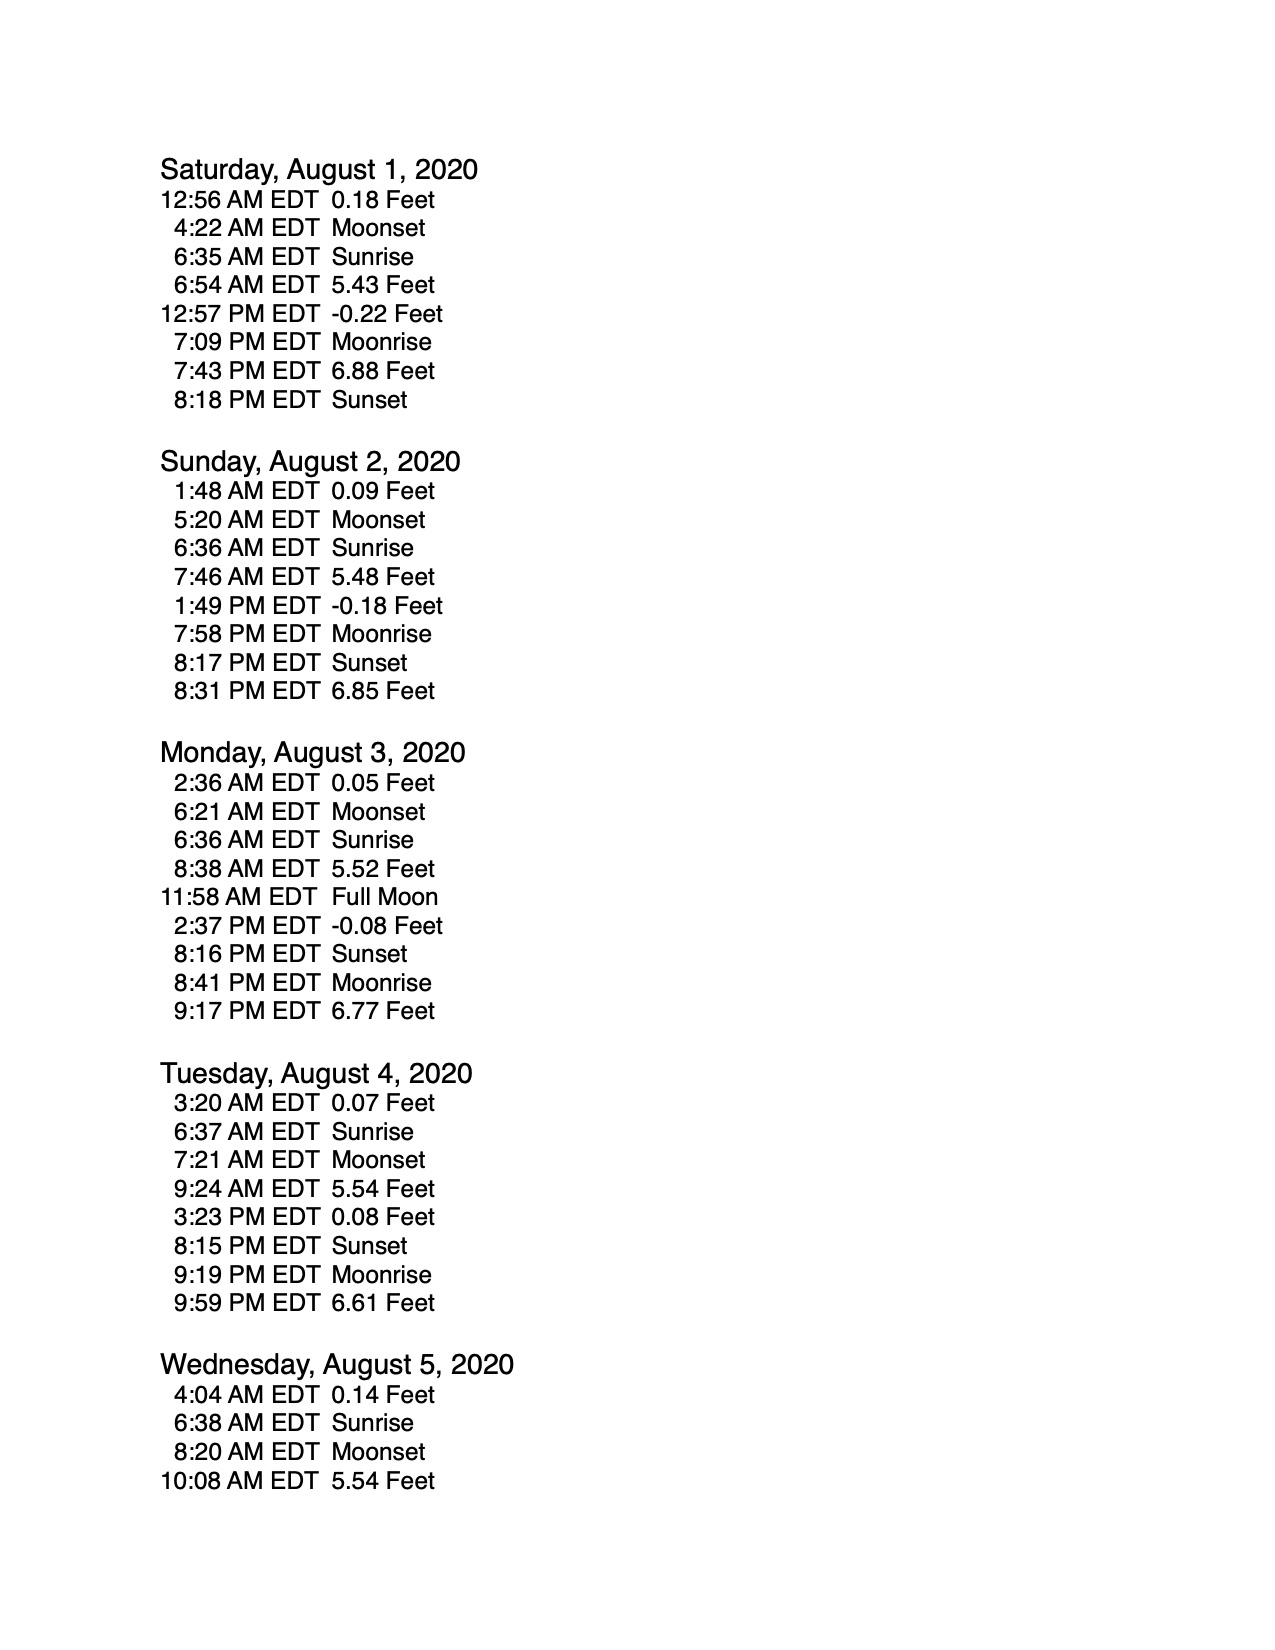 Saturday, August 1, 2020
12:56 AM EDT 0.18 Feet
4:22 AM EDT Moonset
6:35 AM EDT Sunrise
6:54 AM EDT 5.43 Feet
12:57 PM EDT -0.22 Feet
7:09 PM EDT Moonrise
7:43 PM EDT 6.88 Feet
8:18 PM EDT Sunset
Sunday, August 2, 2020
1:48 AM EDT 0.09 Feet
5:20 AM EDT Moonset
6:36 AM EDT Sunrise
7:46 AM EDT 5.48 Feet
1:49 PM EDT -0.18 Feet
7:58 PM EDT Moonrise
8:17 PM EDT Sunset
8:31 PM EDT 6.85 Feet
Monday, August 3, 2020
2:36 AM EDT 0.05 Feet
6:21 AM EDT Moonset
6:36 AM EDT Sunrise
8:38 AM EDT 5.52 Feet
11:58 AM EDT Full Moon
2:37 PM EDT -0.08 Feet
8:16 PM EDT Sunset
8:41 PM EDT Moonrise
9:17 PM EDT 6.77 Feet
Tuesday, August 4, 2020
3:20 AM EDT 0.07 Feet
6:37 AM EDT Sunrise
7:21 AM EDT Moonset
9:24 AM EDT 5.54 Feet
3:23 PM EDT 0.08 Feet
8:15 PM EDT Sunset
9:19 PM EDT Moonrise
9:59 PM EDT 6.61 Feet
Wednesday, August 5, 2020
4:04 AM EDT 0.14 Feet
6:38 AM EDT Sunrise
8:20 AM EDT Moonset
10:08 AM EDT 5.54 Feet